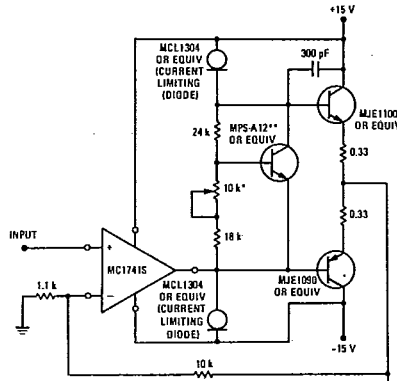 +15 V
MCL1304
OR EQUIV
(CURRENT
LIMITING
(DIODE)
300 pF
MJE1100
OR EQUIV
MPS-A12**
OR EQUIV
24 k
0.33
10 k*
0.33
18 k
INPUT
+
MC1741S
−
1.1 k
MCL1304
OR EQUIV
(CURRENT
LIMITING
DIODE)
MJE1090
OR EQUIV
−15 V
10k